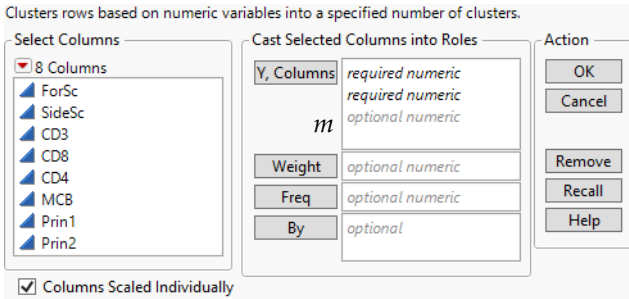 Clusters rows based on numeric variables into a specified number of clusters.
Select Columns
8 Columns
ForSc
SideSc
CD3
CD8
CD4
MCB
Prin1
Prin2
Cast Selected Columns into Roles
Y, Columns
required numeric
required numeric
optional numeric
m
Weight
optional numeric
Freq
optional numeric
By
optional
Action
OK
Cancel
Remove
Recall
Help
Columns Scaled Individually